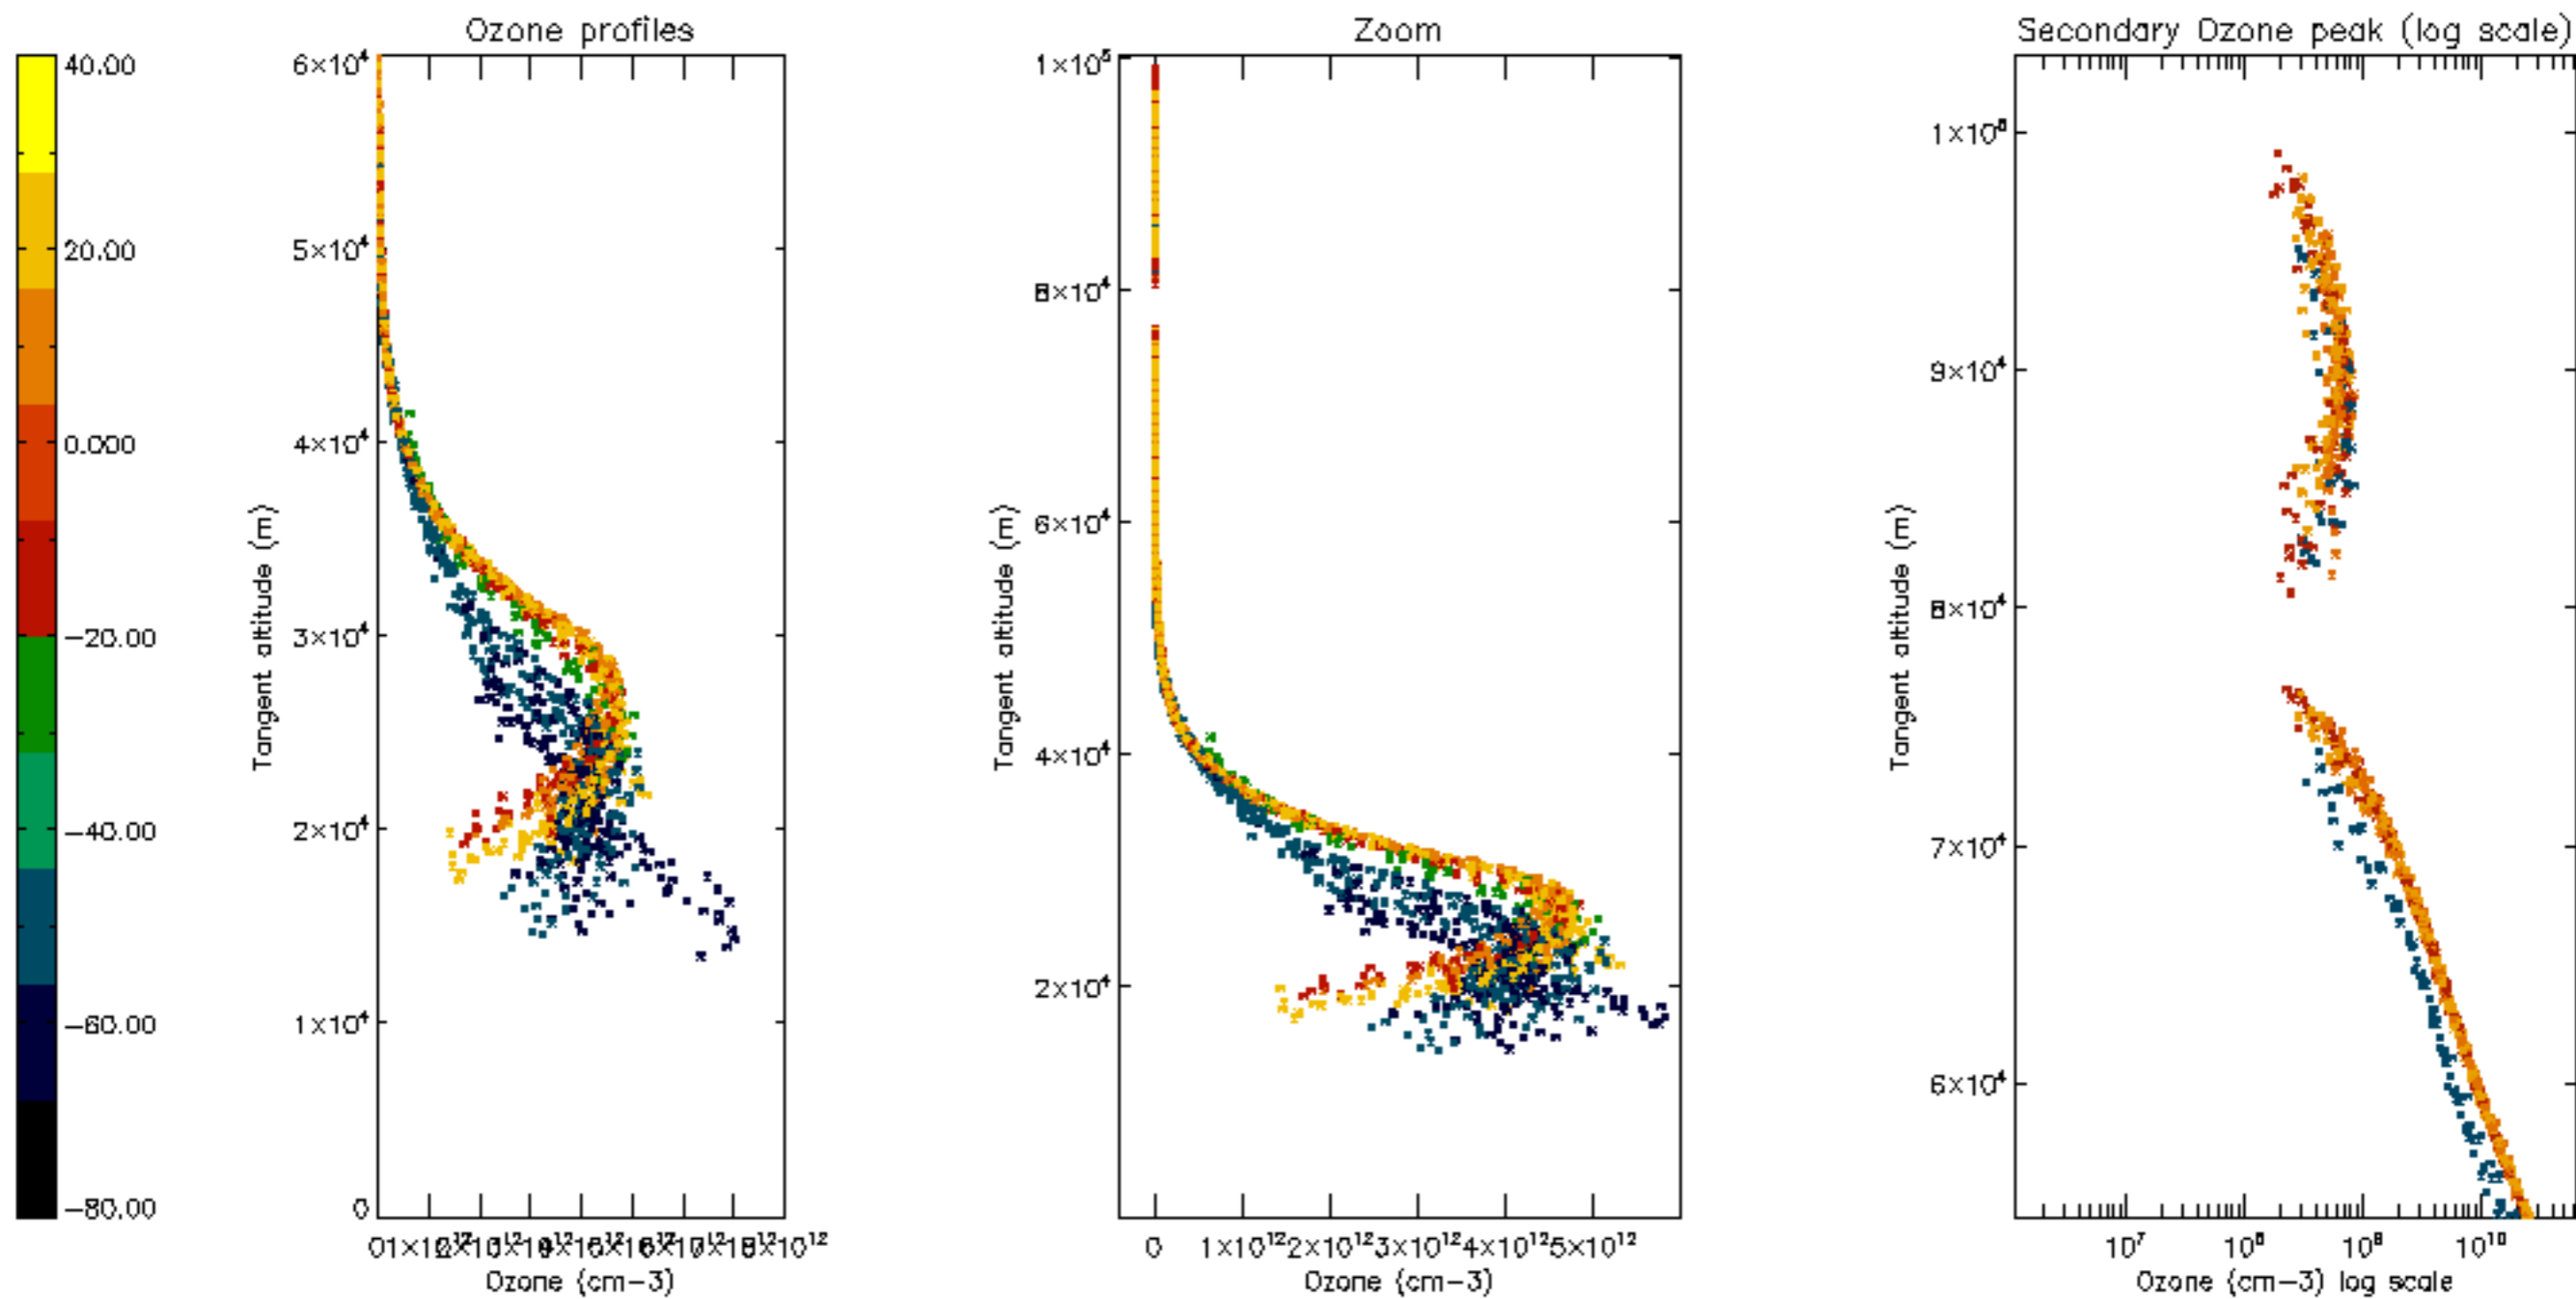 Ozone profiles
Zoom
Secondary Ozone peak (log scale)
40.00
20.00
0.000
−20.00
−40.00
−60.00
−80.00
6×10⁴
5×10⁴
4×10⁴
3×10⁴
2×10⁴
1×10⁴
0
Tangent altitude (m)
Ozone (cm−3)
1×10⁵
8×10⁴
6×10⁴
4×10⁴
2×10⁴
Tangent altitude (m)
0 1×10¹² 2×10¹² 3×10¹² 4×10¹² 5×10¹²
Ozone (cm−3)
9×10⁴
8×10⁴
7×10⁴
6×10⁴
Tangent altitude (m)
10⁷ 10⁸ 10⁹ 10¹⁰
Ozone (cm−3) log scale